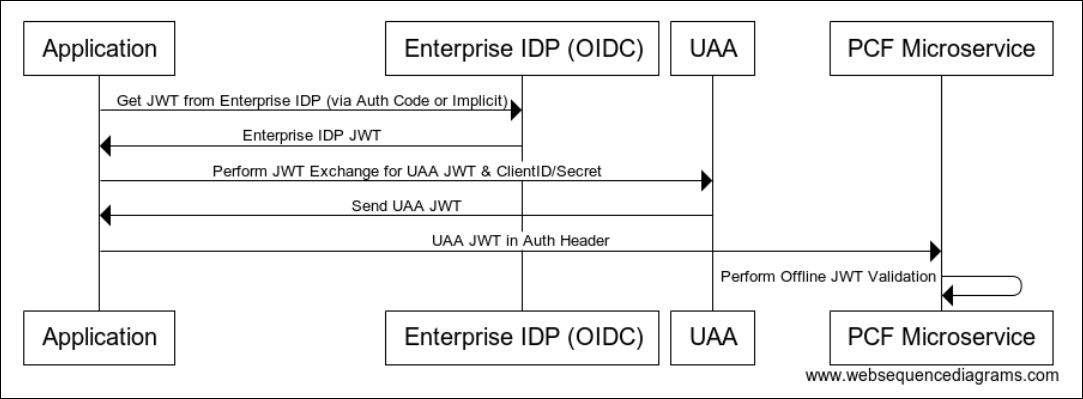 Application
Enterprise IDP (OIDC)
UAA
PCF Microservice
Get JWT from Enterprise IDP (via Auth Code or Implicit)
Enterprise IDP JWT
Perform JWT Exchange for UAA JWT & ClientID/Secret
Send UAA JWT
UAA JWT in Auth Header
Perform Offline JWT Validation
Application
Enterprise IDP (OIDC)
UAA
PCF Microservice
www.websequencediagrams.com